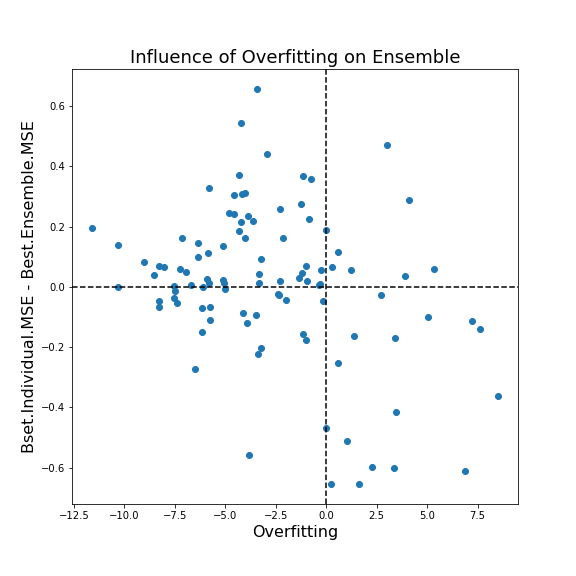 Influence of Overfitting on Ensemble
Bset.Individual.MSE - Best.Ensemble.MSE
0.6
0.4
0.2
0.0
−0.2
−0.4
−0.6
−12.5 −10.0 −7.5 −5.0 −2.5 0.0 2.5 5.0 7.5
Overfitting